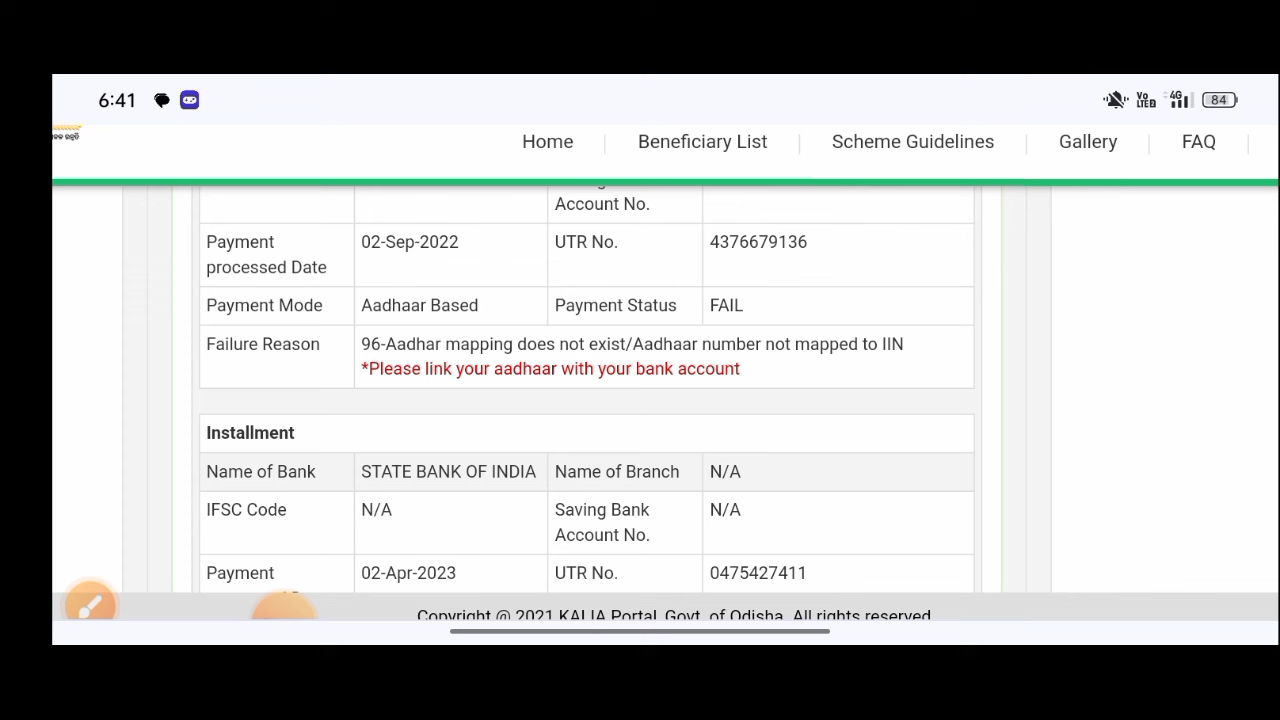 6:41 Vo LTE2 4G 84
Home Beneficiary List Scheme Guidelines Gallery FAQ
Account No.
Payment processed Date 02-Sep-2022 UTR No. 4376679136
Payment Mode Aadhaar Based Payment Status FAIL
Failure Reason 96-Aadhar mapping does not exist/Aadhaar number not mapped to IIN
*Please link your aadhaar with your bank account
Installment
Name of Bank STATE BANK OF INDIA Name of Branch N/A
IFSC Code N/A Saving Bank Account No. N/A
Payment 02-Apr-2023 UTR No. 0475427411
Copyright @ 2021 KALIA Portal, Govt. of Odisha. All rights reserved